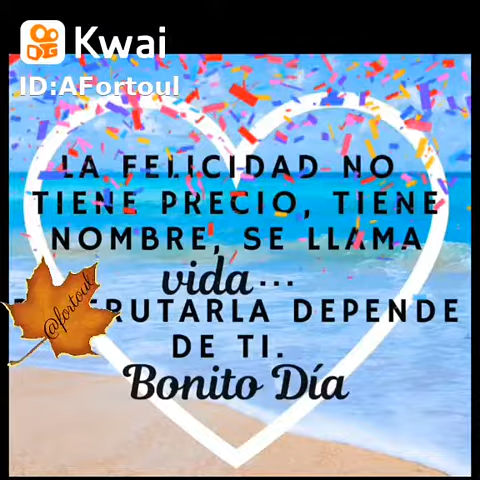 Kwai
ID:AFortoul
LA FELICIDAD NO
TIENE PRECIO, TIENE
NOMBRE, SE LLAMA
vida...
DEPENDE
DE TI.
Bonito Día
@fortoul